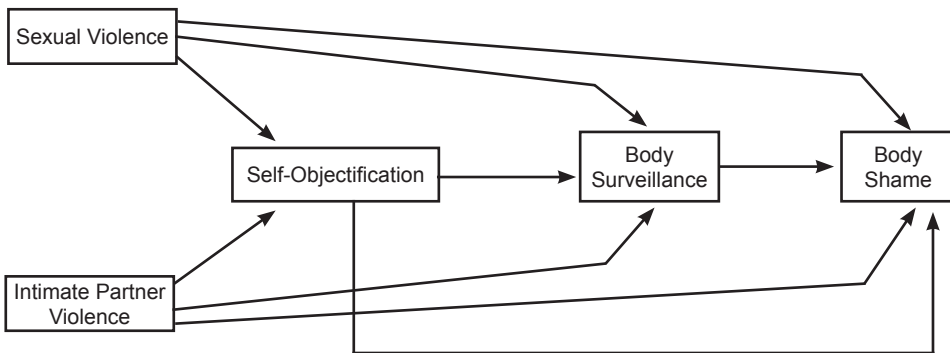 Sexual Violence
Self-Objectification
Body
Surveillance
Body
Shame
Intimate Partner
Violence